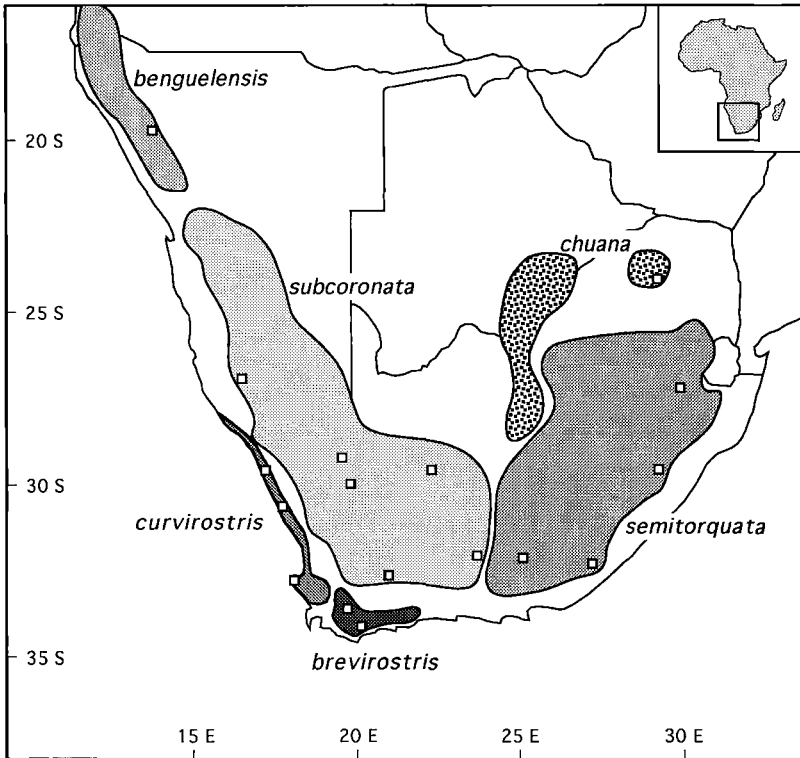 benguelensis
20 S
chuana
subcoronata
25 S
30 S
curvirostris
semitorquata
35 S
brevirostris
15 E
20 E
25 E
30 E